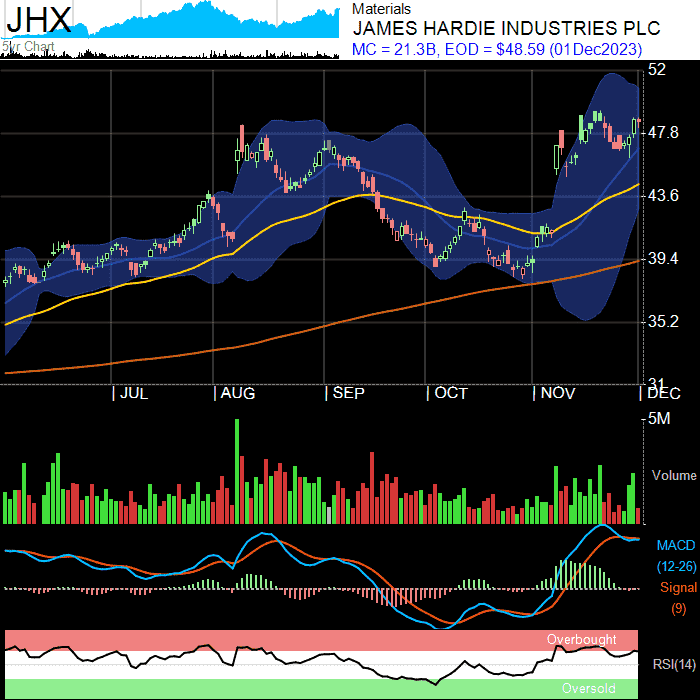 JHX
5yr Chart
Materials
JAMES HARDIE INDUSTRIES PLC
MC = 21.3B, EOD = $48.59 (01Dec2023)
52
47.8
43.6
39.4
35.2
31
JUL
AUG
SEP
OCT
NOV
DEC
5M
Volume
MACD
(12-26)
Signal
(9)
Overbought
RSI(14)
Oversold